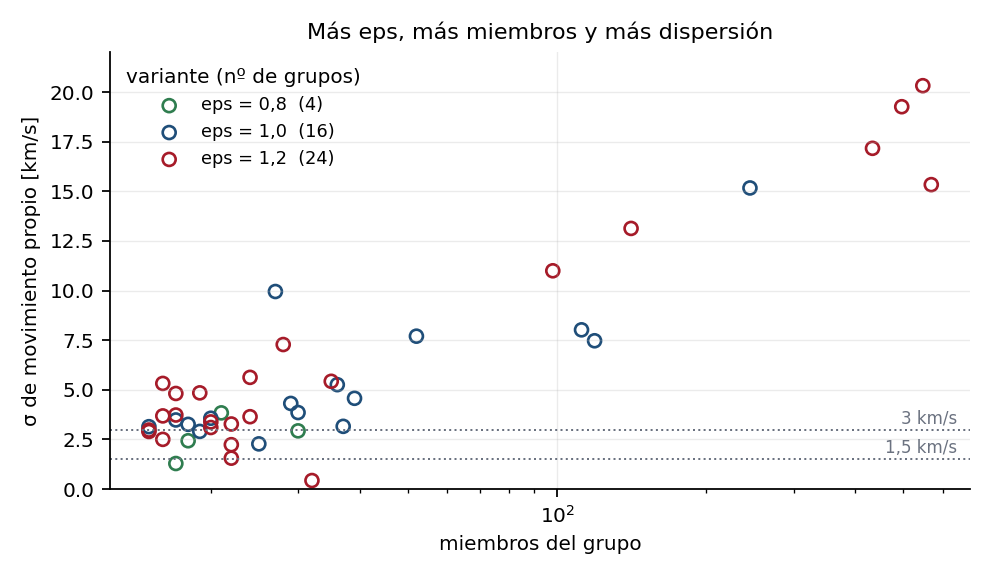 Más eps, más miembros y más dispersión
σ de movimiento propio [km/s]
20.0
17.5
15.0
12.5
10.0
7.5
5.0
2.5
0.0
variante (nº de grupos)
eps = 0,8 (4)
eps = 1,0 (16)
eps = 1,2 (24)
3 km/s
1,5 km/s
10²
miembros del grupo